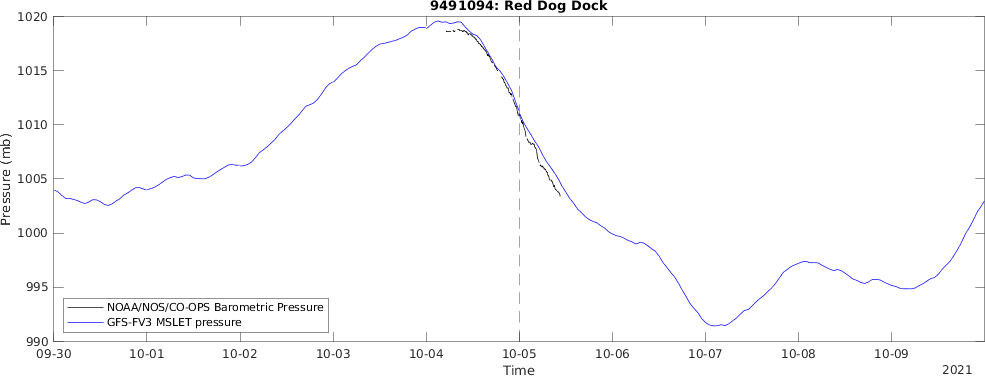 9491094: Red Dog Dock
1020
1015
1010
1005
1000
995
990
Pressure (mb)
NOAA/NOS/CO-OPS Barometric Pressure
GFS-FV3 MSLET pressure
09-30 10-01 10-02 10-03 10-04 10-05 10-06 10-07 10-08 10-09
Time
2021